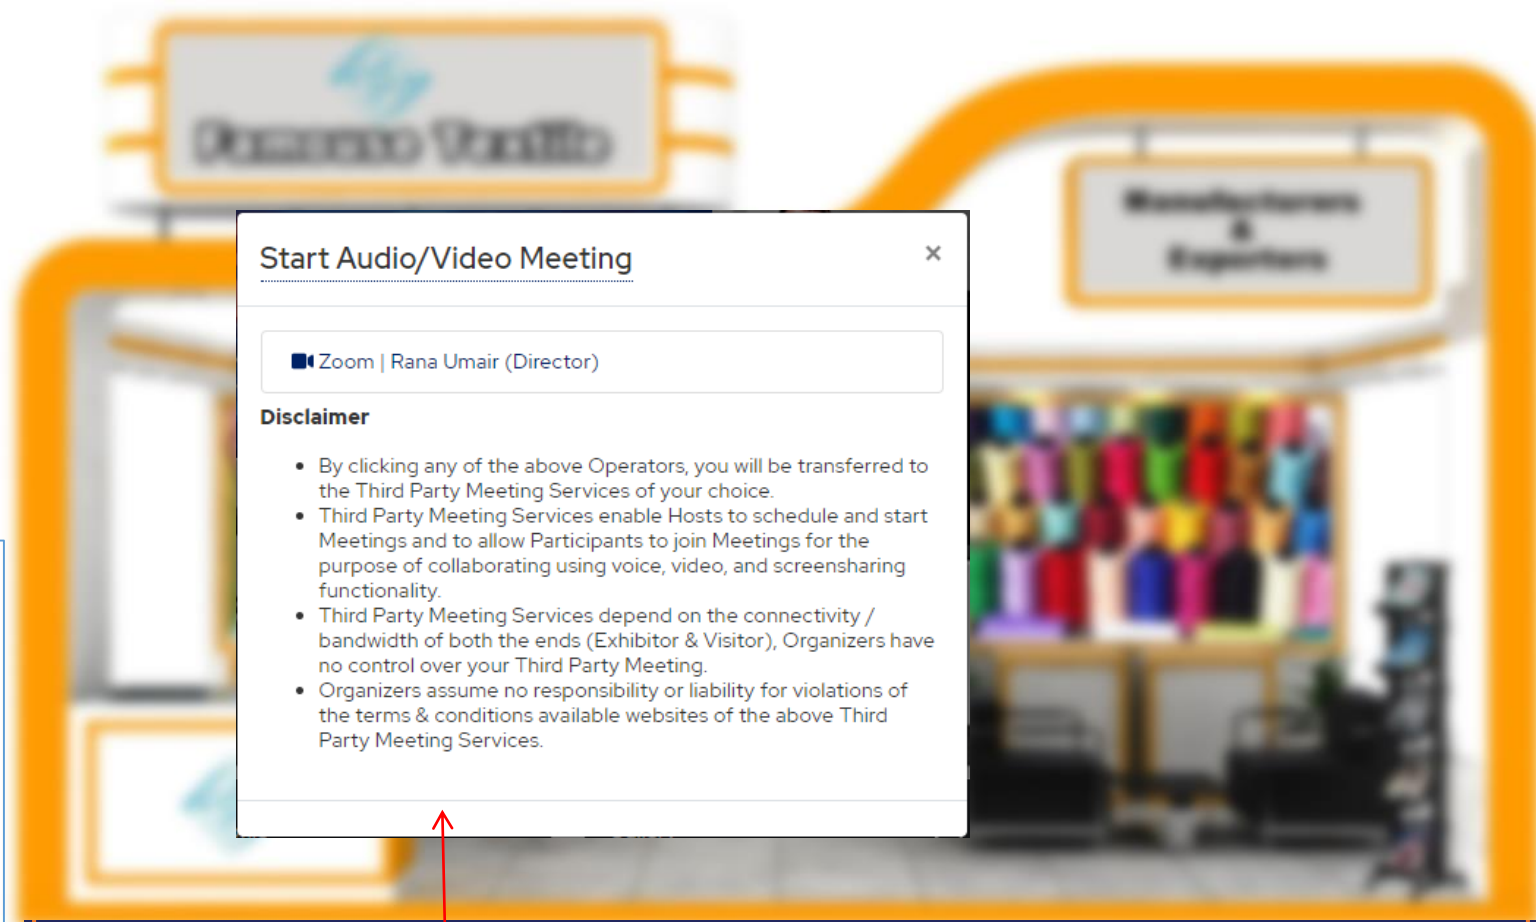 Famouse Textile
Manufacturers
&
Exporters
Start Audio/Video Meeting
×
Zoom | Rana Umair (Director)
Disclaimer
By clicking any of the above Operators, you will be transferred to
the Third Party Meeting Services of your choice.
Third Party Meeting Services enable Hosts to schedule and start
Meetings and to allow Participants to join Meetings for the
purpose of collaborating using voice, video, and screensharing
functionality.
Third Party Meeting Services depend on the connectivity /
bandwidth of both the ends (Exhibitor & Visitor), Organizers have
no control over your Third Party Meeting.
Organizers assume no responsibility or liability for violations of
the terms & conditions available websites of the above Third
Party Meeting Services.